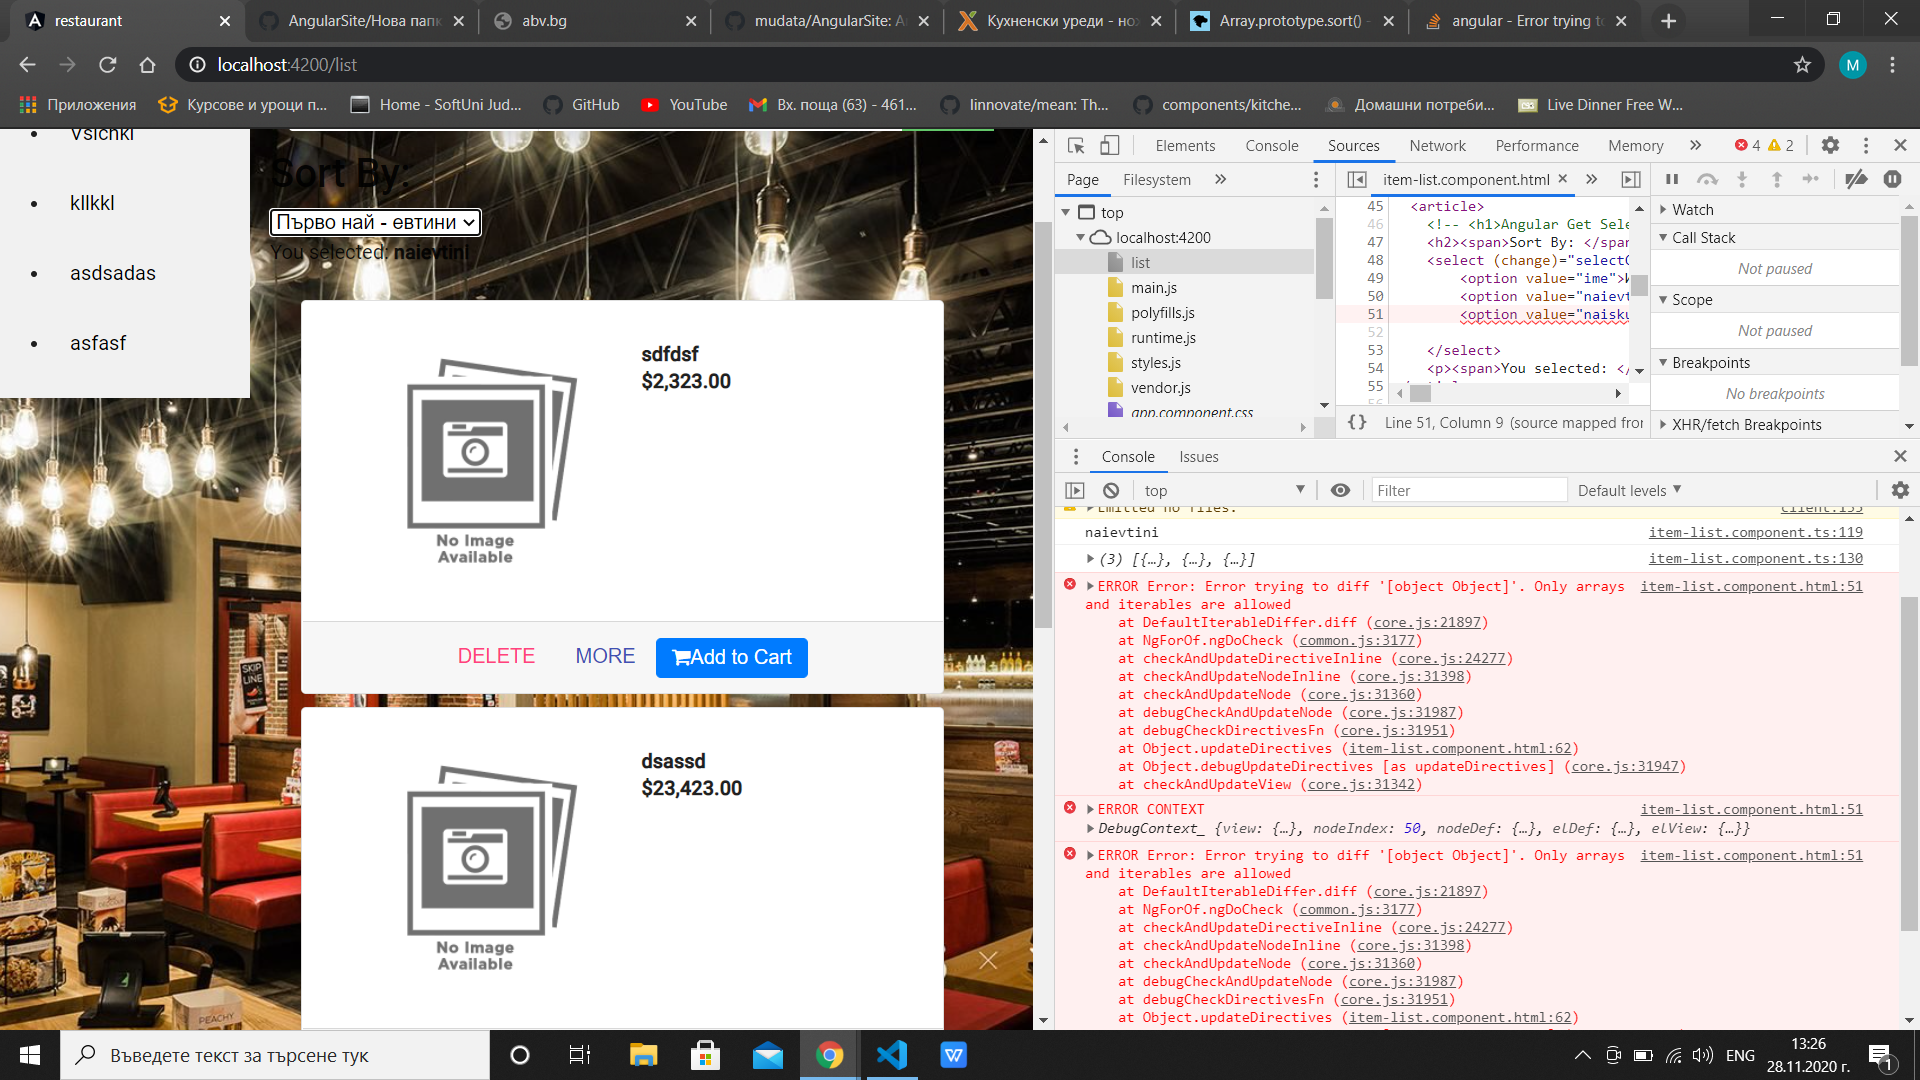 restaurant
AngularSite/Нова папк
abv.bg
mudata/AngularSite: A
Кухненски уреди - нож
Array.prototype.sort() -
angular - Error trying to
localhost:4200/list
M
Приложения
Курсове и уроци п...
Home - SoftUni Jud...
GitHub
YouTube
Вх. поща (63) - 461...
linnovate/mean: Th...
components/kitche...
Домашни потреби...
Live Dinner Free W...
Vsichki
kllkkl
asdsadas
asfasf
Sort By:
Първо най - евтини
You selected: naievtini
sdfdsf
$2,323.00
No Image
Available
DELETE
MORE
Add to Cart
dsassd
$23,423.00
No Image
Available
SKIP
LINE
PEACHY
Elements
Console
Sources
Network
Performance
Memory
4
2
Page
Filesystem
item-list.component.html
top
localhost:4200
list
main.js
polyfills.js
runtime.js
styles.js
vendor.js
app.component.css
45 <article>
46 <!-- <h1>Angular Get Sele
47 <h2><span>Sort By: </span
48 <select (change)="selectO
49 <option value="ime">
50 <option value="naievt
51 <option value="naisku
52
53 </select>
54 <p><span>You selected: </
55
{} Line 51, Column 9 (source mapped from
Watch
Call Stack
Not paused
Scope
Not paused
Breakpoints
No breakpoints
XHR/fetch Breakpoints
Console
Issues
top
Filter
Default levels
Emitted no files. client:155
naievtini item-list.component.ts:119
(3) [{…}, {…}, {…}] item-list.component.ts:130
ERROR Error: Error trying to diff '[object Object]'. Only arrays item-list.component.html:51
and iterables are allowed
at DefaultIterableDiffer.diff (core.js:21897)
at NgForOf.ngDoCheck (common.js:3177)
at checkAndUpdateDirectiveInline (core.js:24277)
at checkAndUpdateNodeInline (core.js:31398)
at checkAndUpdateNode (core.js:31360)
at debugCheckAndUpdateNode (core.js:31987)
at debugCheckDirectivesFn (core.js:31951)
at Object.updateDirectives (item-list.component.html:62)
at Object.debugUpdateDirectives [as updateDirectives] (core.js:31947)
at checkAndUpdateView (core.js:31342)
ERROR CONTEXT item-list.component.html:51
DebugContext_ {view: {…}, nodeIndex: 50, nodeDef: {…}, elDef: {…}, elView: {…}}
ERROR Error: Error trying to diff '[object Object]'. Only arrays item-list.component.html:51
and iterables are allowed
at DefaultIterableDiffer.diff (core.js:21897)
at NgForOf.ngDoCheck (common.js:3177)
at checkAndUpdateDirectiveInline (core.js:24277)
at checkAndUpdateNodeInline (core.js:31398)
at checkAndUpdateNode (core.js:31360)
at debugCheckAndUpdateNode (core.js:31987)
at debugCheckDirectivesFn (core.js:31951)
at Object.updateDirectives (item-list.component.html:62)
Въведете текст за търсене тук
ENG
13:26
28.11.2020 г.
1